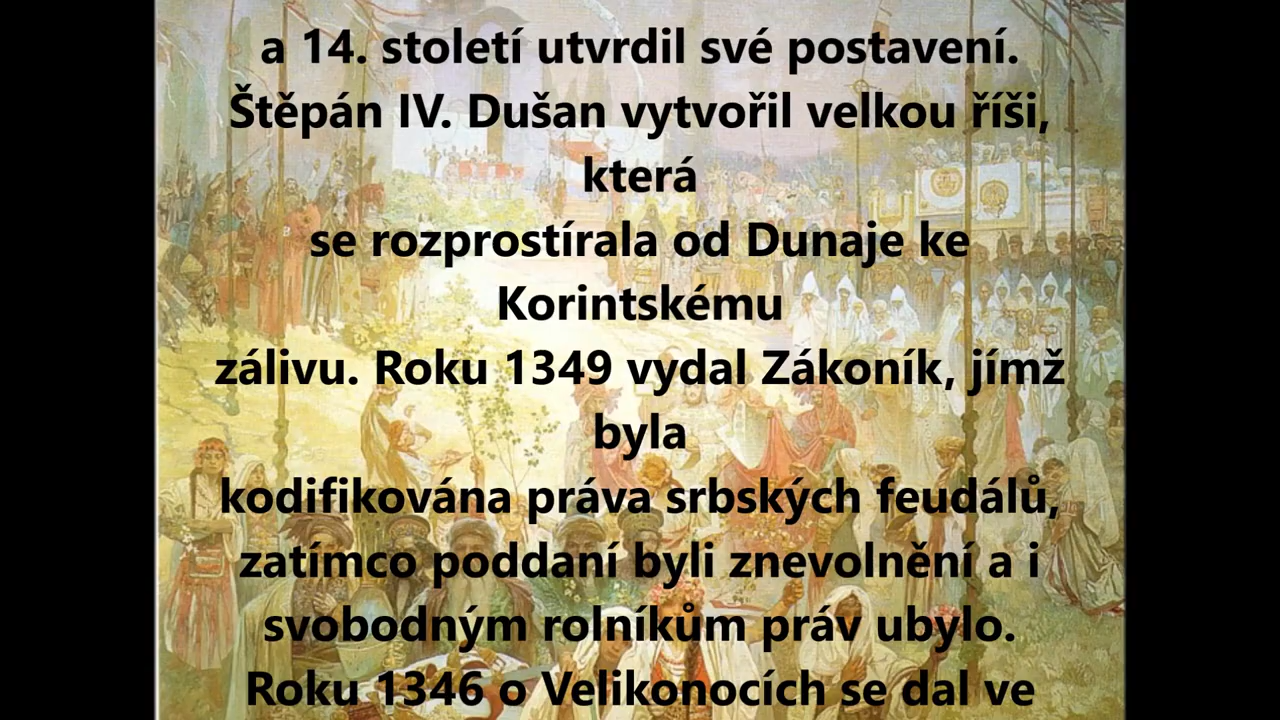 a 14. století utvrdil své postavení.
Štěpán IV. Dušan vytvořil velkou říši,
která
se rozprostírala od Dunaje ke
Korintskému
zálivu. Roku 1349 vydal Zákoník, jímž
byla
kodifikována práva srbských feudálů,
zatímco poddaní byli znevolnění a i
svobodným rolníkům práv ubylo.
Roku 1346 o Velikonocích se dal ve